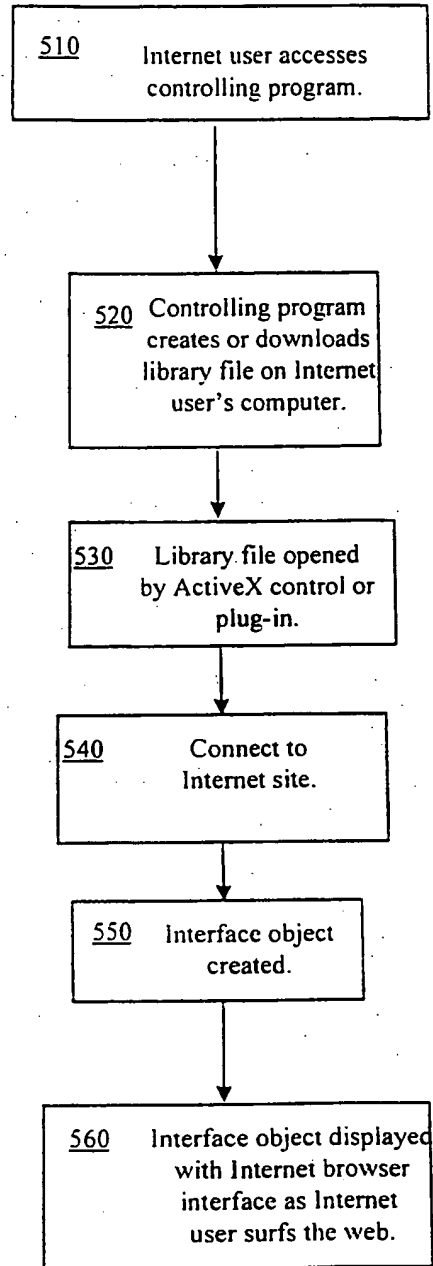 510 Internet user accesses
controlling program.
520 Controlling program
creates or downloads
library file on Internet
user's computer.
530 Library file opened
by ActiveX control or
plug-in.
540 Connect to
Internet site.
550 Interface object
created.
560 Interface object displayed
with Internet browser
interface as Internet
user surfs the web.